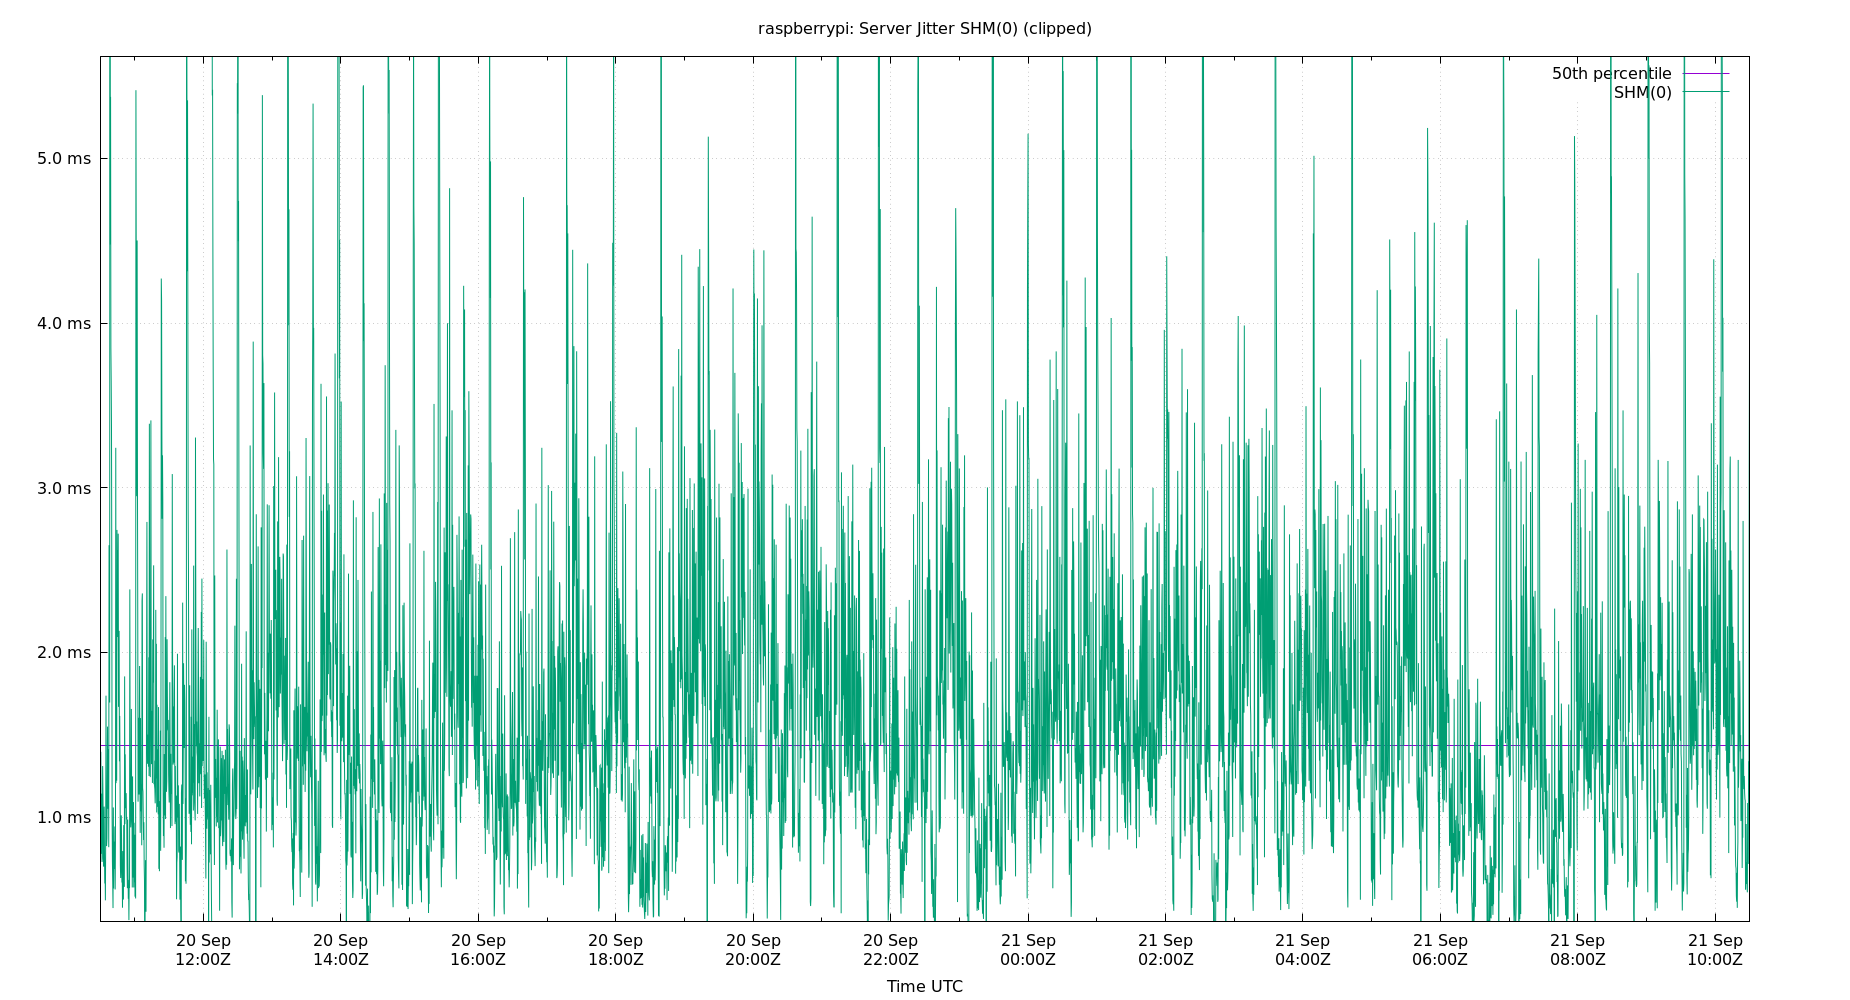 raspberrypi: Server Jitter SHM(0) (clipped)
50th percentile
SHM(0)
5.0 ms
4.0 ms
3.0 ms
2.0 ms
1.0 ms
20 Sep 20 Sep 20 Sep 20 Sep 20 Sep 20 Sep 21 Sep 21 Sep 21 Sep 21 Sep 21 Sep 21 Sep
12:00Z 14:00Z 16:00Z 18:00Z 20:00Z 22:00Z 00:00Z 02:00Z 04:00Z 06:00Z 08:00Z 10:00Z
Time UTC